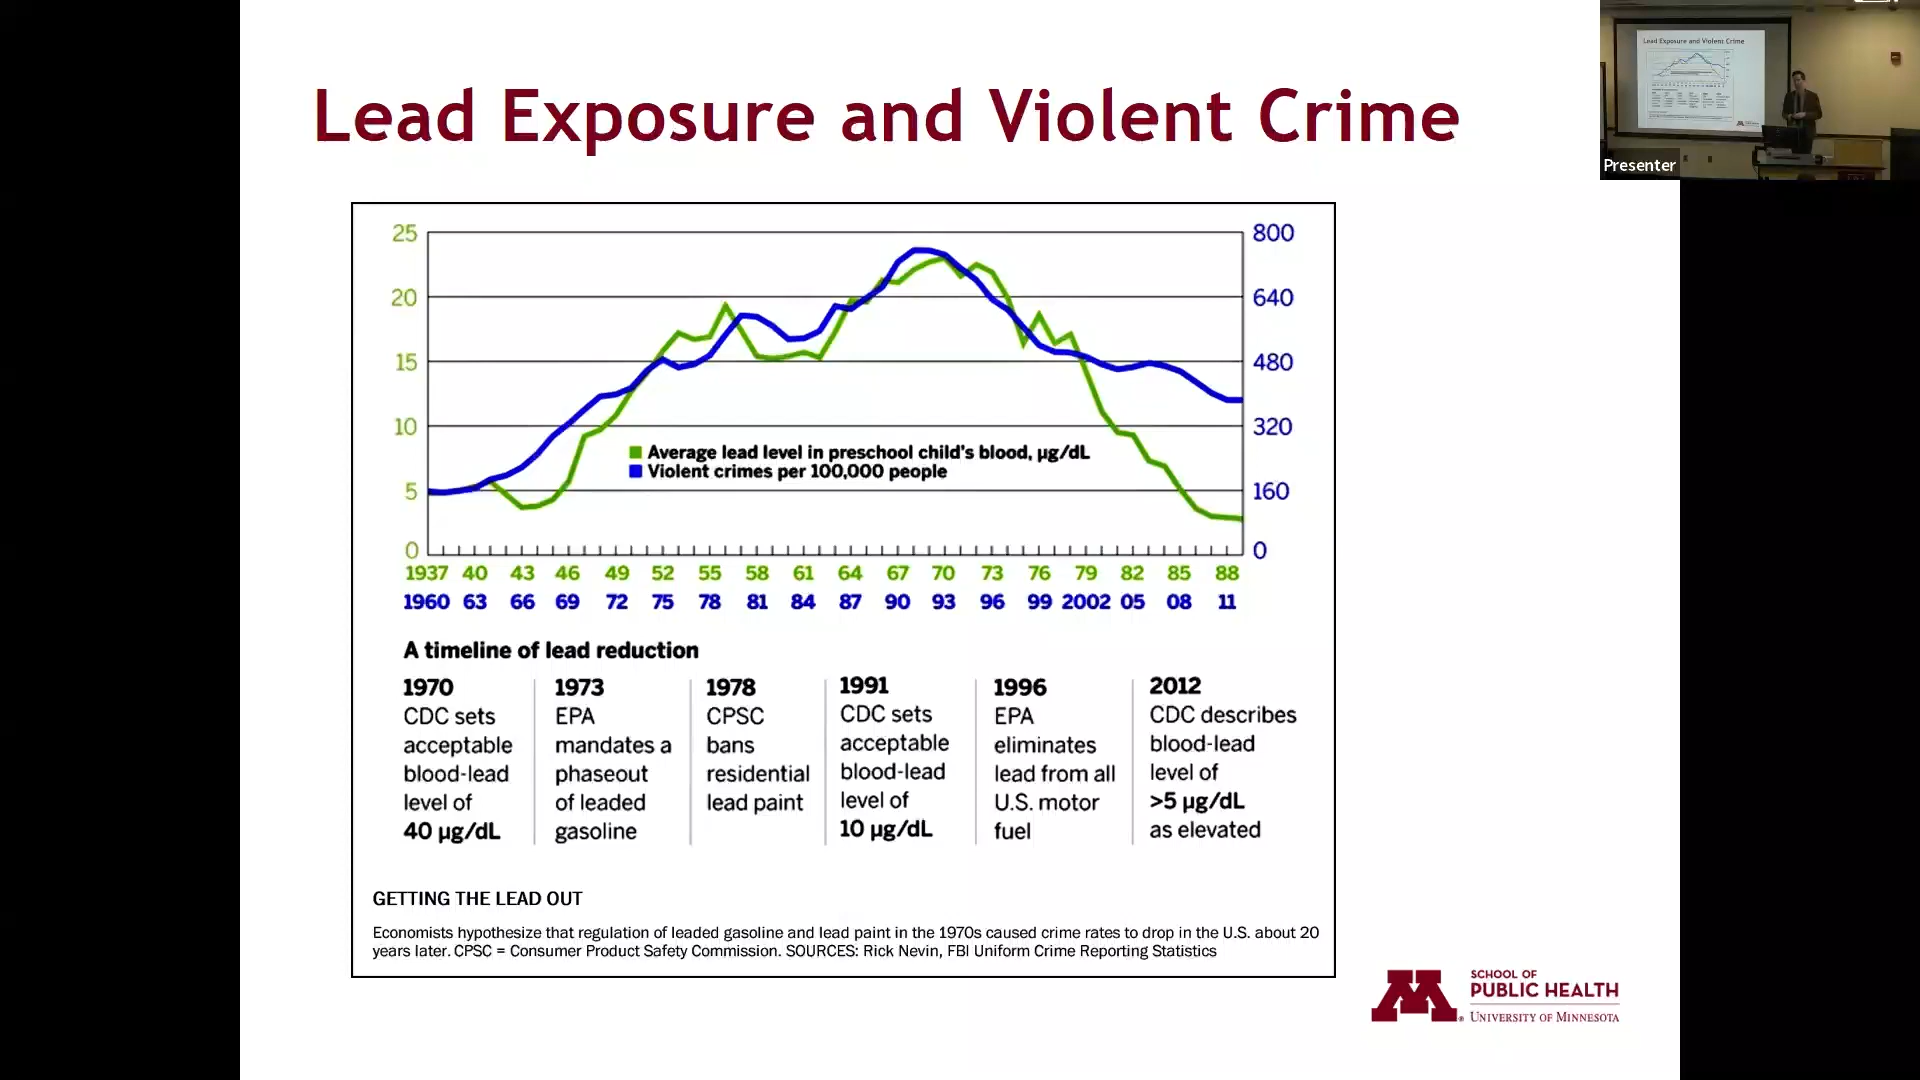 Lead Exposure and Violent Crime
Lead Exposure and Violent Crime
Presenter
25 800
20 640
15 480
10 320
5 160
0 0
Average lead level in preschool child's blood, µg/dL
Violent crimes per 100,000 people
1937 40 43 46 49 52 55 58 61 64 67 70 73 76 79 82 85 88
1960 63 66 69 72 75 78 81 84 87 90 93 96 99 2002 05 08 11
A timeline of lead reduction
1970
CDC sets
acceptable
blood-lead
level of
40 µg/dL
1973
EPA
mandates a
phaseout
of leaded
gasoline
1978
CPSC
bans
residential
lead paint
1991
CDC sets
acceptable
blood-lead
level of
10 µg/dL
1996
EPA
eliminates
lead from all
U.S. motor
fuel
2012
CDC describes
blood-lead
level of
>5 µg/dL
as elevated
GETTING THE LEAD OUT
Economists hypothesize that regulation of leaded gasoline and lead paint in the 1970s caused crime rates to drop in the U.S. about 20
years later. CPSC = Consumer Product Safety Commission. SOURCES: Rick Nevin, FBI Uniform Crime Reporting Statistics
M®
SCHOOL OF
PUBLIC HEALTH
UNIVERSITY OF MINNESOTA